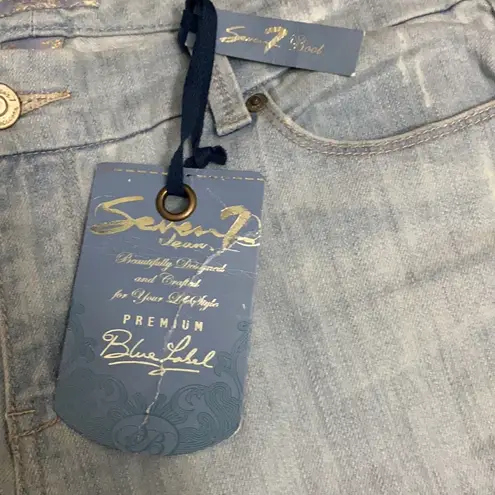 Seven7 Boot
Seven7
Jeans
Beautifully Designed
and Crafted
for Your LifeStyle
PREMIUM
Blue Label
B